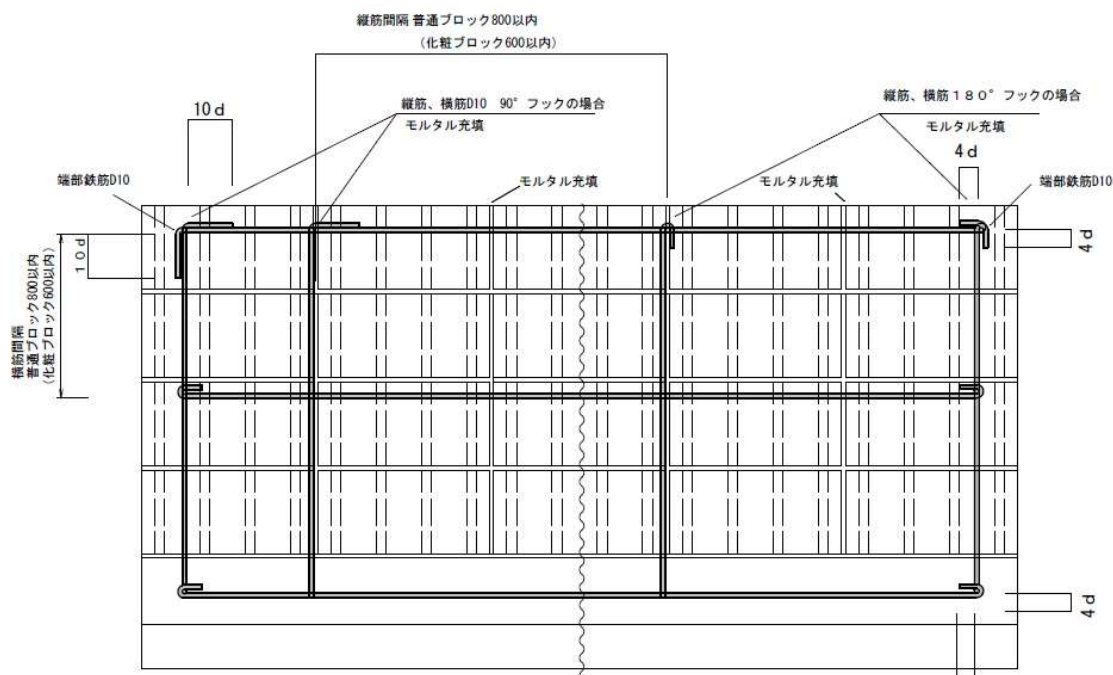 縦筋間隔 普通ブロック800以内
(化粧ブロック600以内)
10d
縦筋、横筋D10 90°フックの場合
モルタル充填
縦筋、横筋180°フックの場合
モルタル充填
4d
端部鉄筋D10
モルタル充填
モルタル充填
端部鉄筋D10
10d
4d
横筋間隔
普通ブロック800以内
(化粧ブロック600以内)
4d